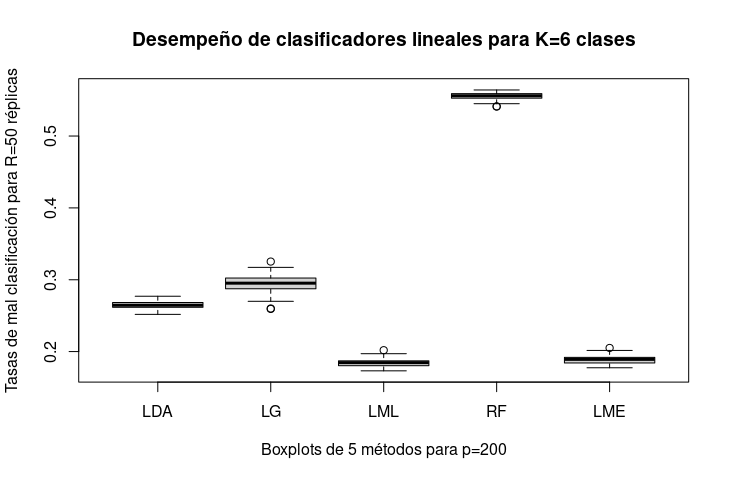 Desempeño de clasificadores lineales para K=6 clases
Tasas de mal clasificación para R=50 réplicas
0.5
0.4
0.3
0.2
LDA LG LML RF LME
Boxplots de 5 métodos para p=200